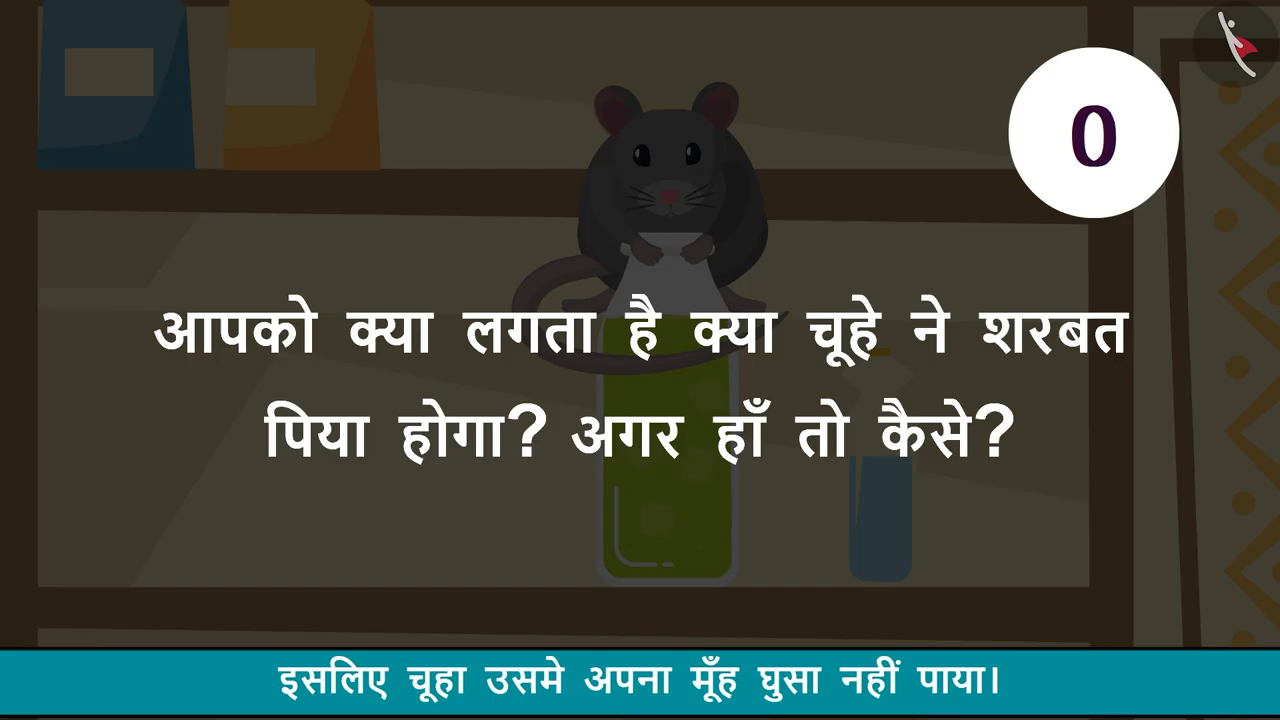 0
आपको क्या लगता है क्या चूहे ने शरबत
पिया होगा? अगर हाँ तो कैसे?
इसलिए चूहा उसमे अपना मूँह घुसा नहीं पाया।